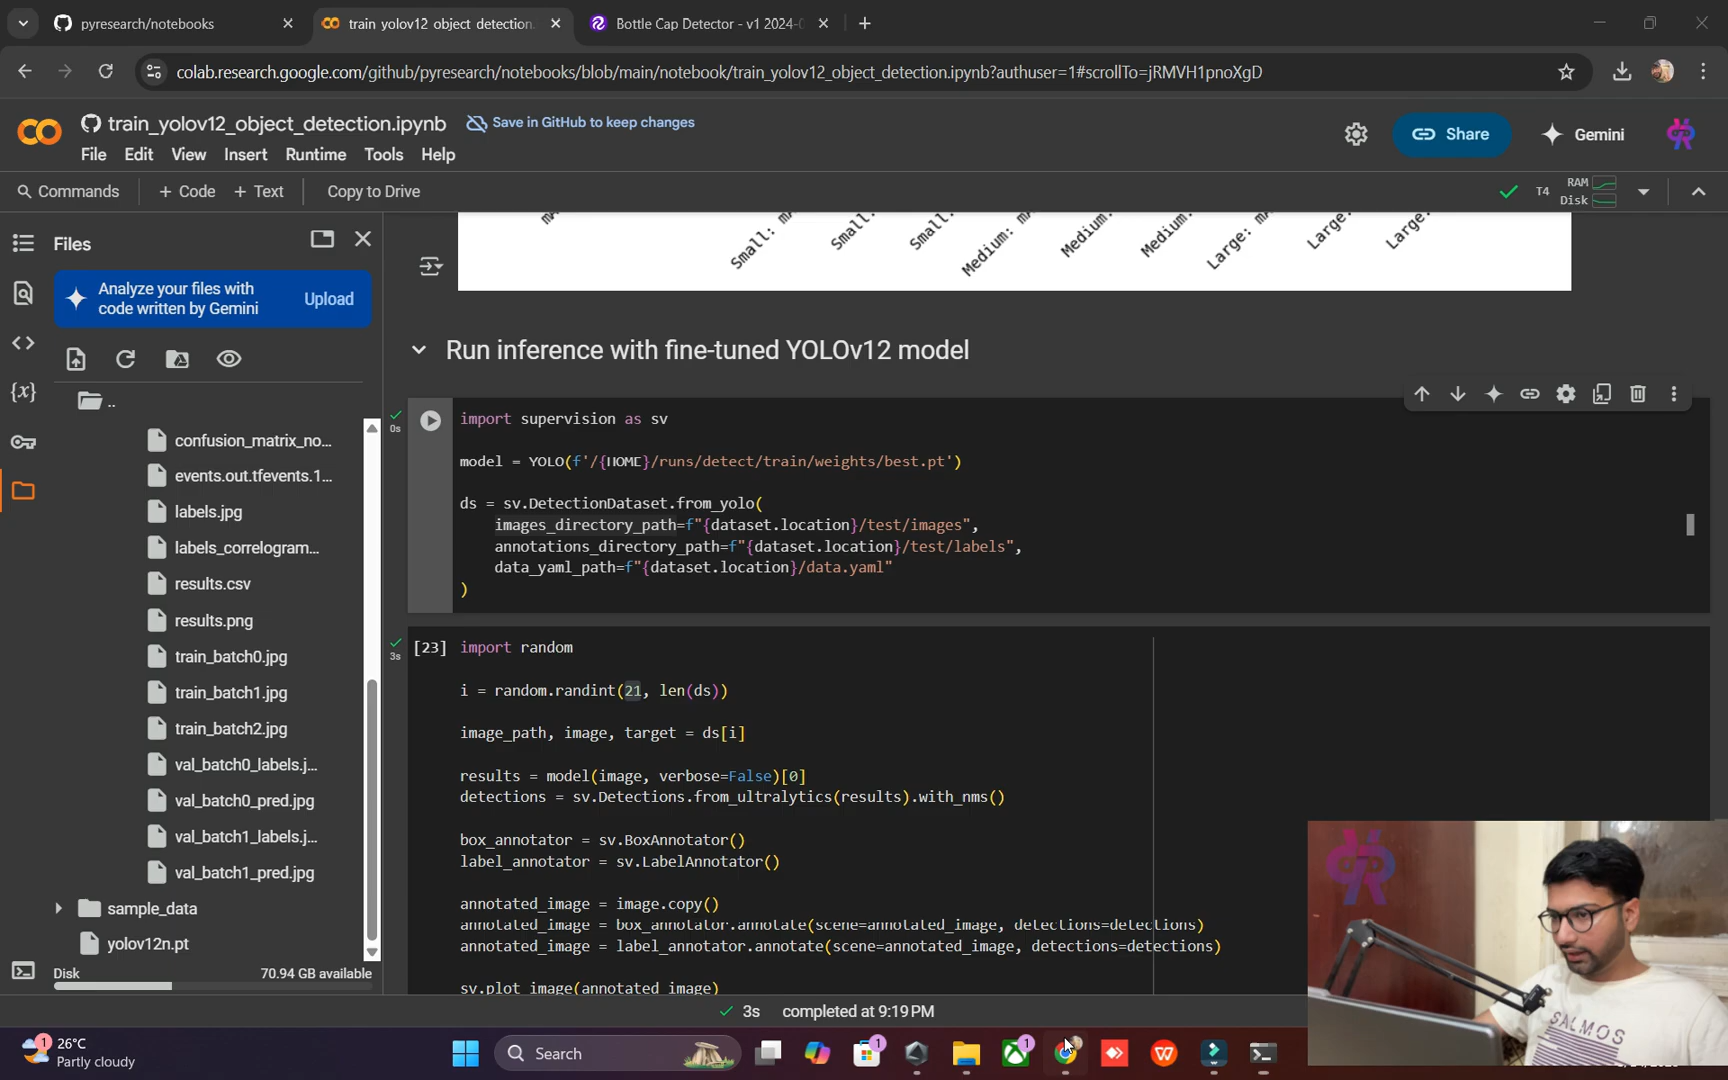 pyresearch/notebooks
train yolov12 object detection.
Bottle Cap Detector - v1 2024-
colab.research.google.com/github/pyresearch/notebooks/blob/main/notebook/train_yolov12_object_detection.ipynb?authuser=1#scrollTo=jRMVH1pnoXgD
train_yolov12_object_detection.ipynb
Save in GitHub to keep changes
Share
Gemini
File Edit View Insert Runtime Tools Help
Commands + Code + Text Copy to Drive
T4 RAM
Disk
Files
Analyze your files with
code written by Gemini
Upload
..
confusion_matrix_no...
events.out.tfevents.1...
labels.jpg
labels_correlogram...
results.csv
results.png
train_batch0.jpg
train_batch1.jpg
train_batch2.jpg
val_batch0_labels.j...
val_batch0_pred.jpg
val_batch1_labels.j...
val_batch1_pred.jpg
sample_data
yolov12n.pt
Disk 70.94 GB available
Small: Small: Small: Medium: Medium: Medium: Large: Large: Large:
Run inference with fine-tuned YOLOv12 model
0s
import supervision as sv
model = YOLO(f'/{HOME}/runs/detect/train/weights/best.pt')
ds = sv.DetectionDataset.from_yolo(
images_directory_path=f"{dataset.location}/test/images",
annotations_directory_path=f"{dataset.location}/test/labels",
data_yaml_path=f"{dataset.location}/data.yaml"
)
3s
[23] import random
i = random.randint(21, len(ds))
image_path, image, target = ds[i]
results = model(image, verbose=False)[0]
detections = sv.Detections.from_ultralytics(results).with_nms()
box_annotator = sv.BoxAnnotator()
label_annotator = sv.LabelAnnotator()
annotated_image = image.copy()
annotated_image = box_annotator.annotate(scene=annotated_image, detections=detections)
annotated_image = label_annotator.annotate(scene=annotated_image, detections=detections)
sv.plot_image(annotated_image)
3s completed at 9:19 PM
SALMOS
1
26°C
Partly cloudy
Search
1
1